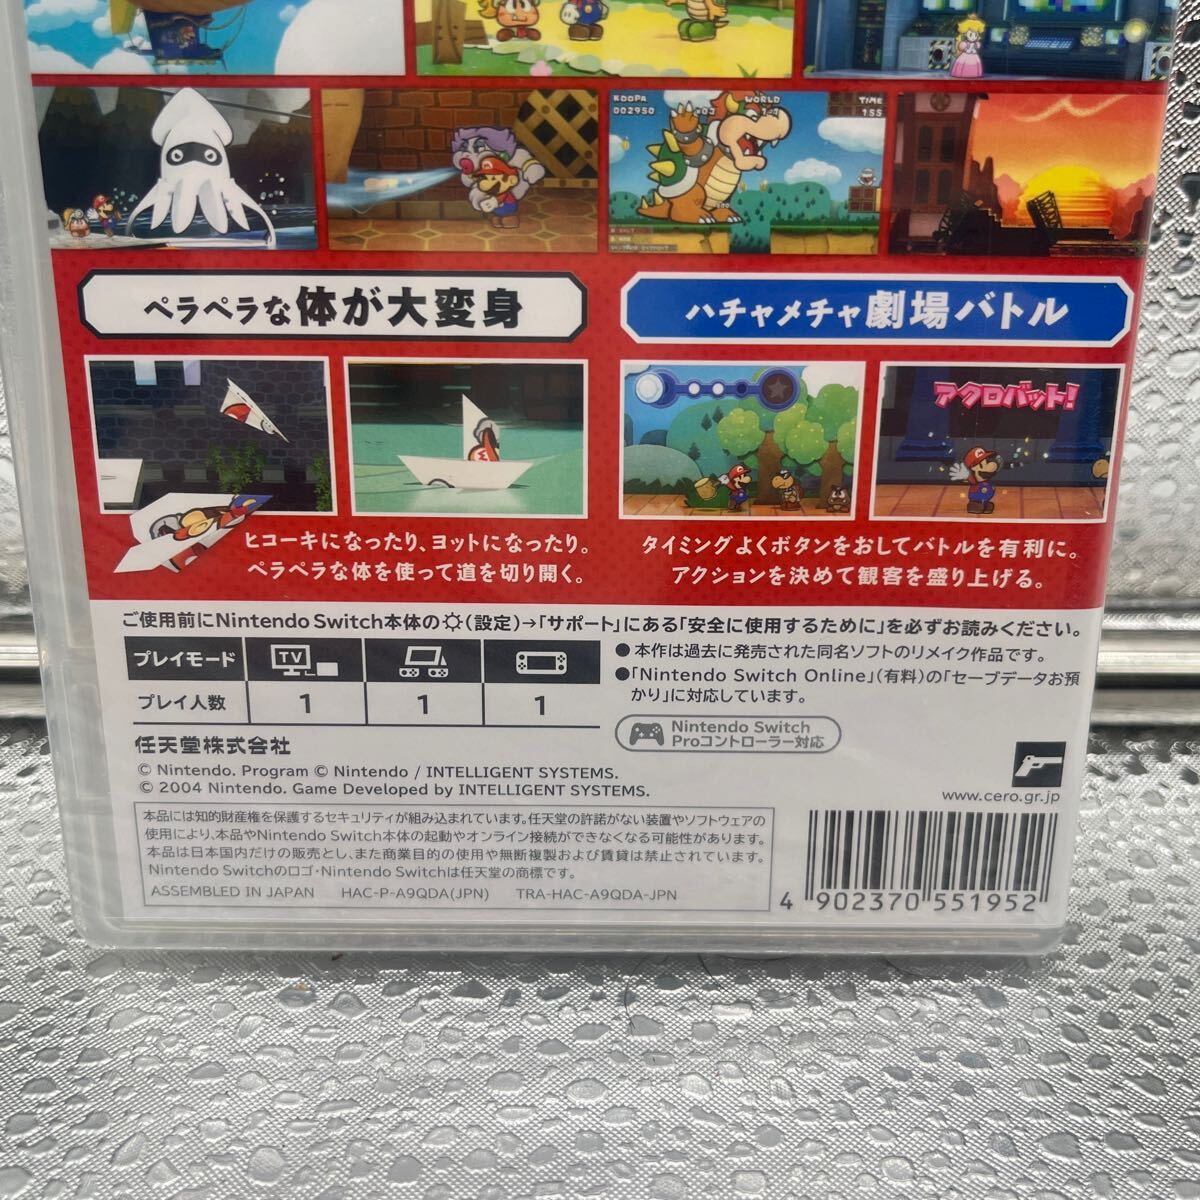 KOOPA
002950
WORLD
TIME
155
ペラペラな体が大変身
ハチャメチャ劇場バトル
アクロバット!
ヒコーキになったり、ヨットになったり。
ペラペラな体を使って道を切り開く。
タイミングよくボタンをおしてバトルを有利に。
アクションを決めて観客を盛り上げる。
ご使用前にNintendo Switch本体の(設定)→「サポート」にある「安全に使用するために」を必ずお読みください。
プレイモード TV
プレイ人数 1 1 1
●本作は過去に発売された同名ソフトのリメイク作品です。
●「Nintendo Switch Online」(有料)の「セーブデータお預
かり」に対応しています。
Nintendo Switch
Proコントローラー対応
任天堂株式会社
© Nintendo. Program © Nintendo / INTELLIGENT SYSTEMS.
© 2004 Nintendo. Game Developed by INTELLIGENT SYSTEMS.
www.cero.gr.jp
本品には知的財産権を保護するセキュリティが組み込まれています。任天堂の許諾がない装置やソフトウェアの
使用により、本品やNintendo Switch本体の起動やオンライン接続ができなくなる可能性があります。
本品は日本国内だけの販売とし、また商業目的の使用や無断複製および賃貸は禁止されています。
Nintendo Switchのロゴ・Nintendo Switchは任天堂の商標です。
ASSEMBLED IN JAPAN HAC-P-A9QDA(JPN) TRA-HAC-A9QDA-JPN
4 902370 551952